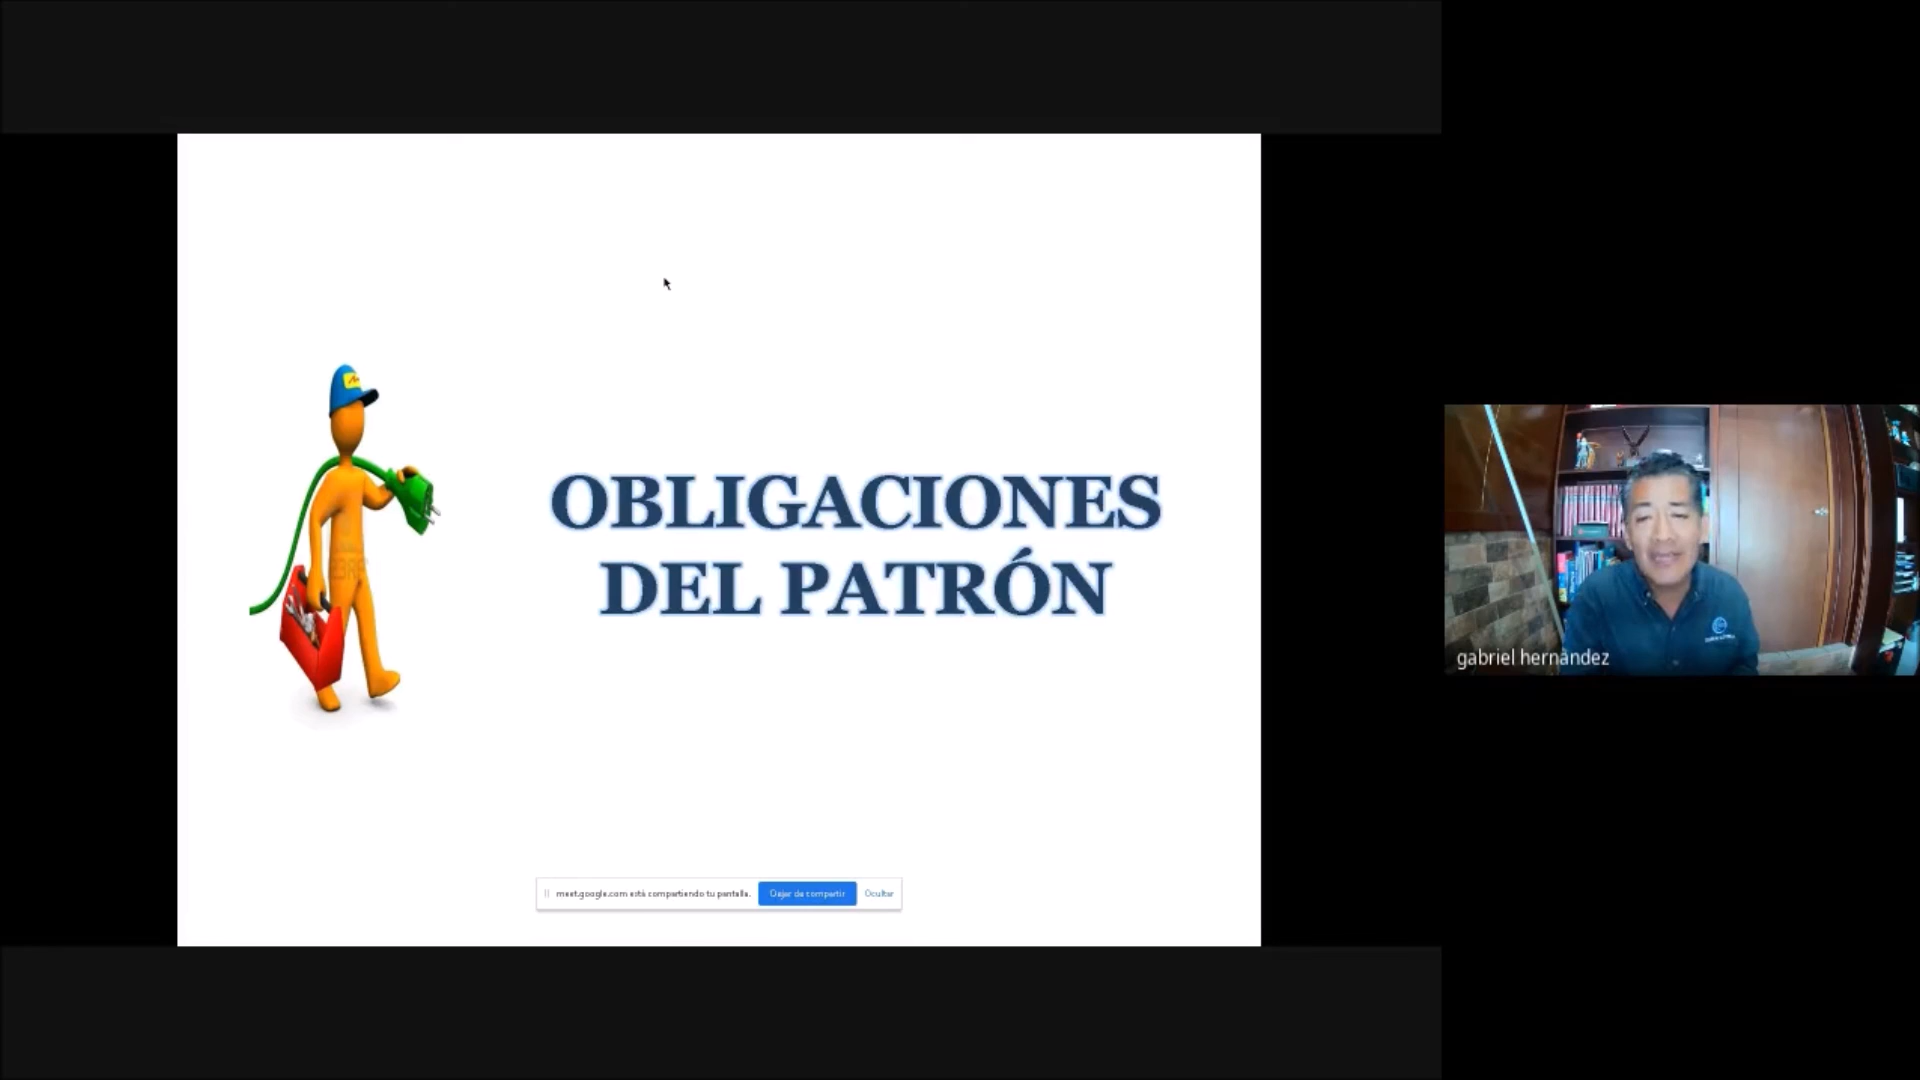 OBLIGACIONES
DEL PATRÓN
meet.google.com está compartiendo tu pantalla.
Dejar de compartir
Ocultar
gabriel hernández